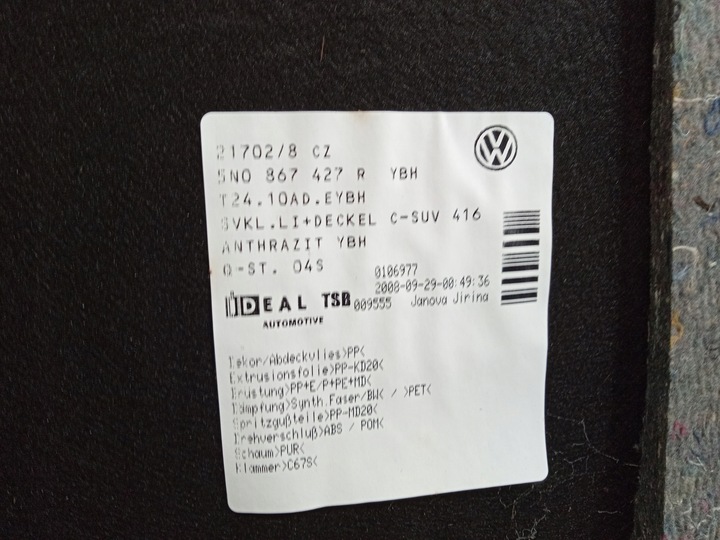 21702/8 CZ
5N0 867 427 R YBH
T24.10AD.EYBH
SVKL.LI+DECKEL C-SUV 416
ANTHRAZIT YBH
Q-ST. 04S
0106977
2008-09-29-00:49:36
IDEAL TSB 009555 Janova Jirina
AUTOMOTIVE
Dekor/Abdeckvlies>PP<
Extrusionsfolie>PP-KD20<
Brüstung>PP+E/P+PE+MD<
Dämpfung>Synth.Faser/BW< / >PET<
Spritzgußteile>PP-MD20<
Drehverschluß>ABS / POM<
Schaum>PUR<
Klammer>C67S<